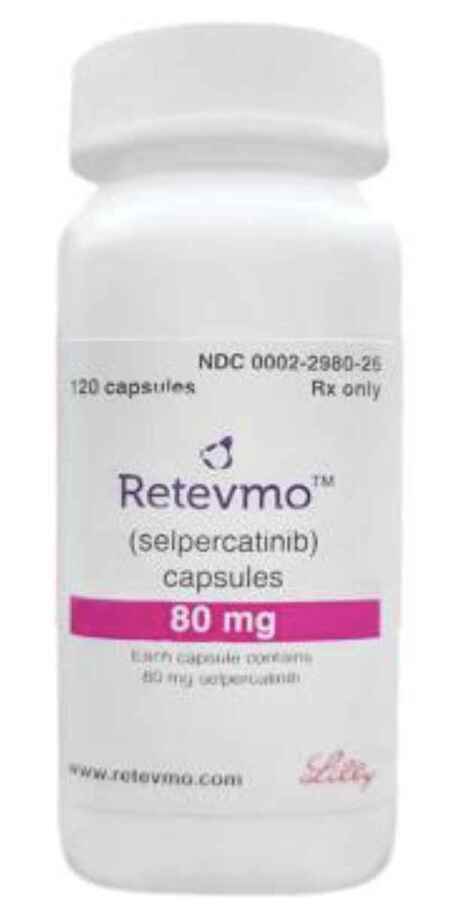 NDC 0002-2980-26
120 capsules Rx only
Retevmo™
(selpercatinib)
capsules
80 mg
Each capsule contains
80 mg selpercatinib
www.retevmo.com
Lilly